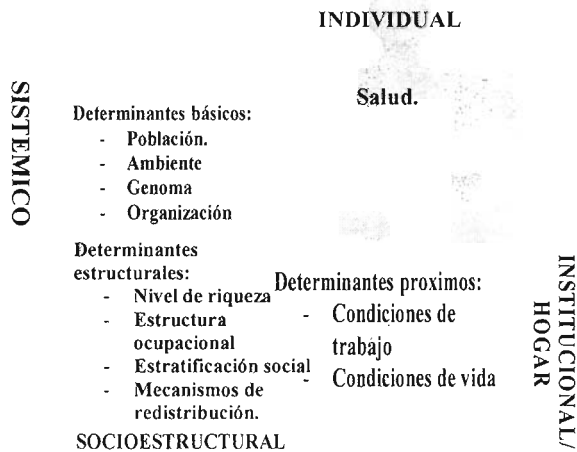 INDIVIDUAL
Salud.
SISTEMICO
Determinantes básicos:
- Población.
- Ambiente
- Genoma
- Organización
Determinantes
estructurales:
- Nivel de riqueza
- Estructura
ocupacional
- Estratificación social
- Mecanismos de
redistribución.
SOCIOESTRUCTURAL
Determinantes proximos:
- Condiciones de
trabajo
- Condiciones de vida
INSTITUCIONAL/
HOGAR